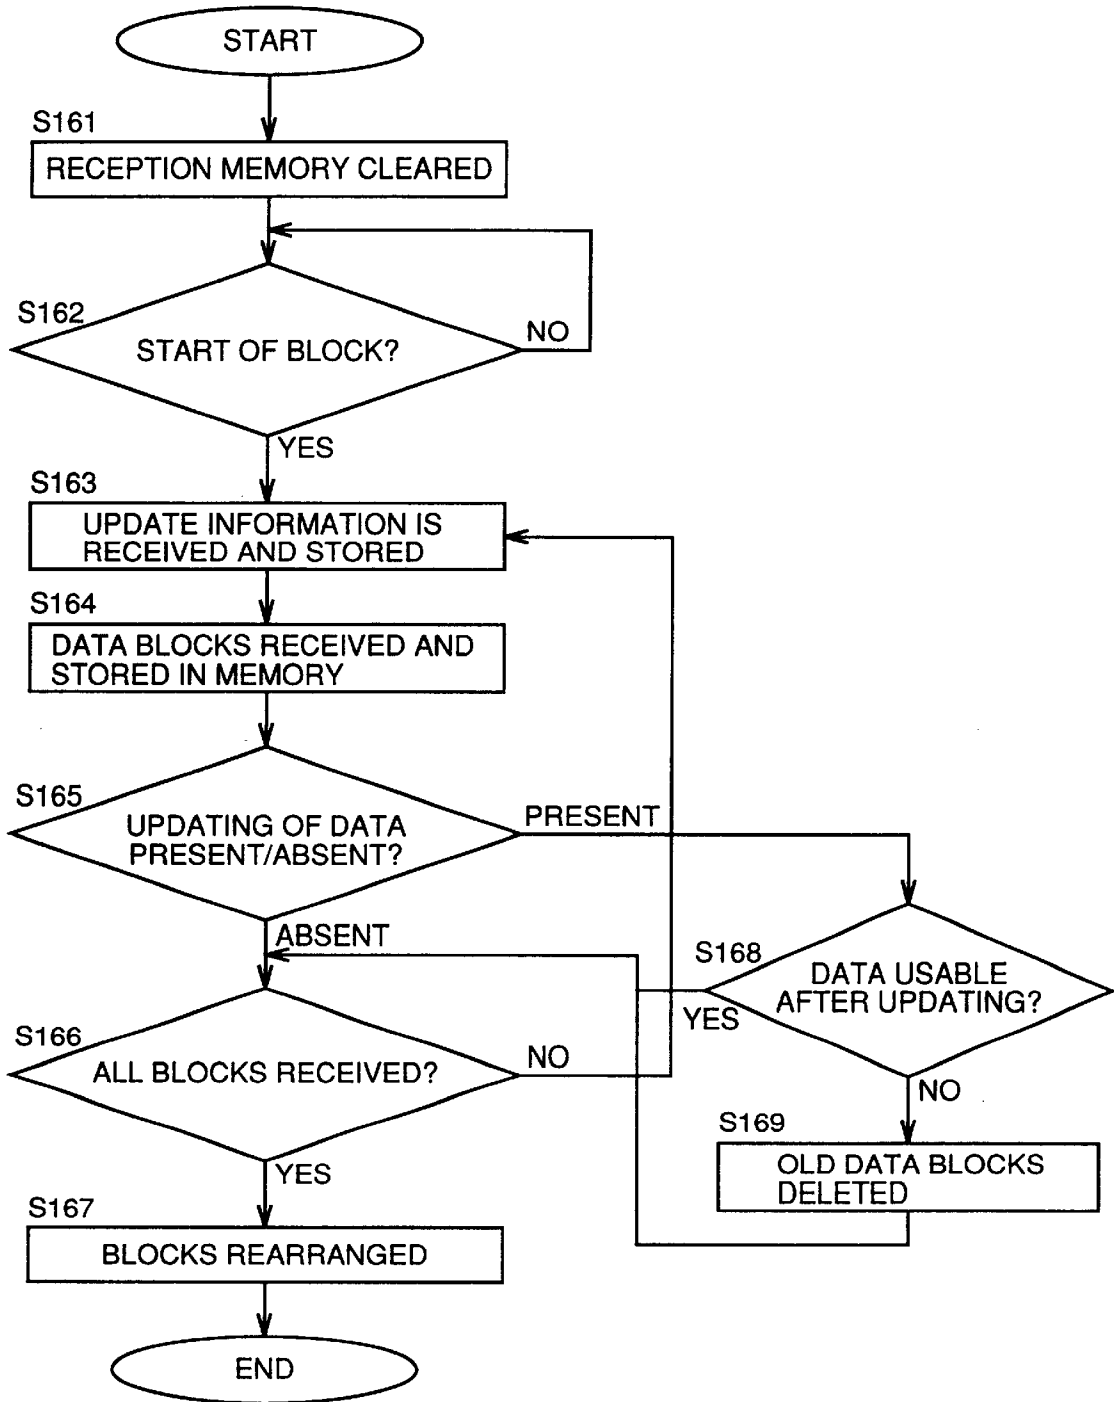 START
S161
RECEPTION MEMORY CLEARED
S162
START OF BLOCK?
NO
YES
S163
UPDATE INFORMATION IS
RECEIVED AND STORED
S164
DATA BLOCKS RECEIVED AND
STORED IN MEMORY
S165
UPDATING OF DATA
PRESENT/ABSENT?
PRESENT
ABSENT
S168
DATA USABLE
AFTER UPDATING?
YES
NO
S166
ALL BLOCKS RECEIVED?
NO
YES
S169
OLD DATA BLOCKS
DELETED
S167
BLOCKS REARRANGED
END